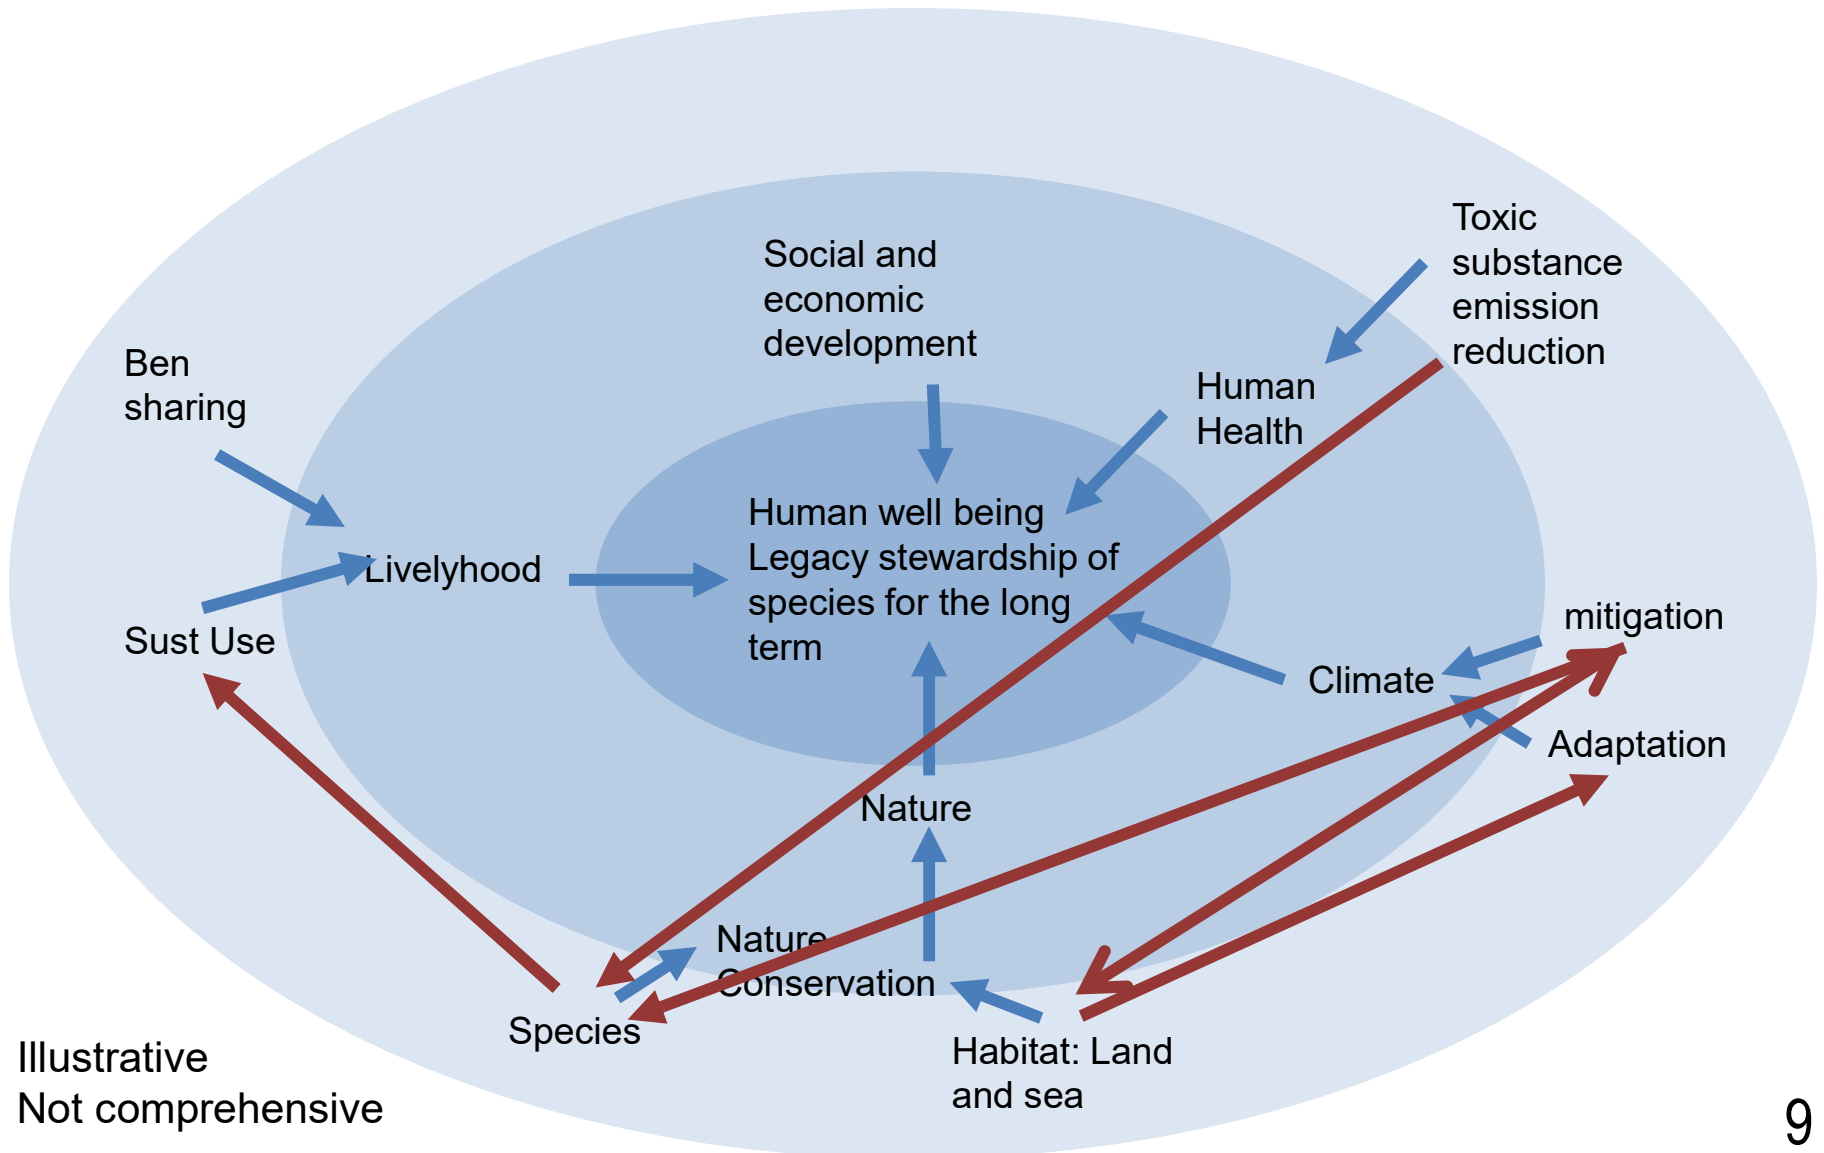 Toxic
substance
emission
reduction
Social and
economic
development
Ben
sharing
Human
Health
Human well being
Legacy stewardship of
species for the long
term
Livelyhood
Sust Use
mitigation
Climate
Adaptation
Nature
Nature
Conservation
Species
Habitat: Land
and sea
Illustrative
Not comprehensive
9